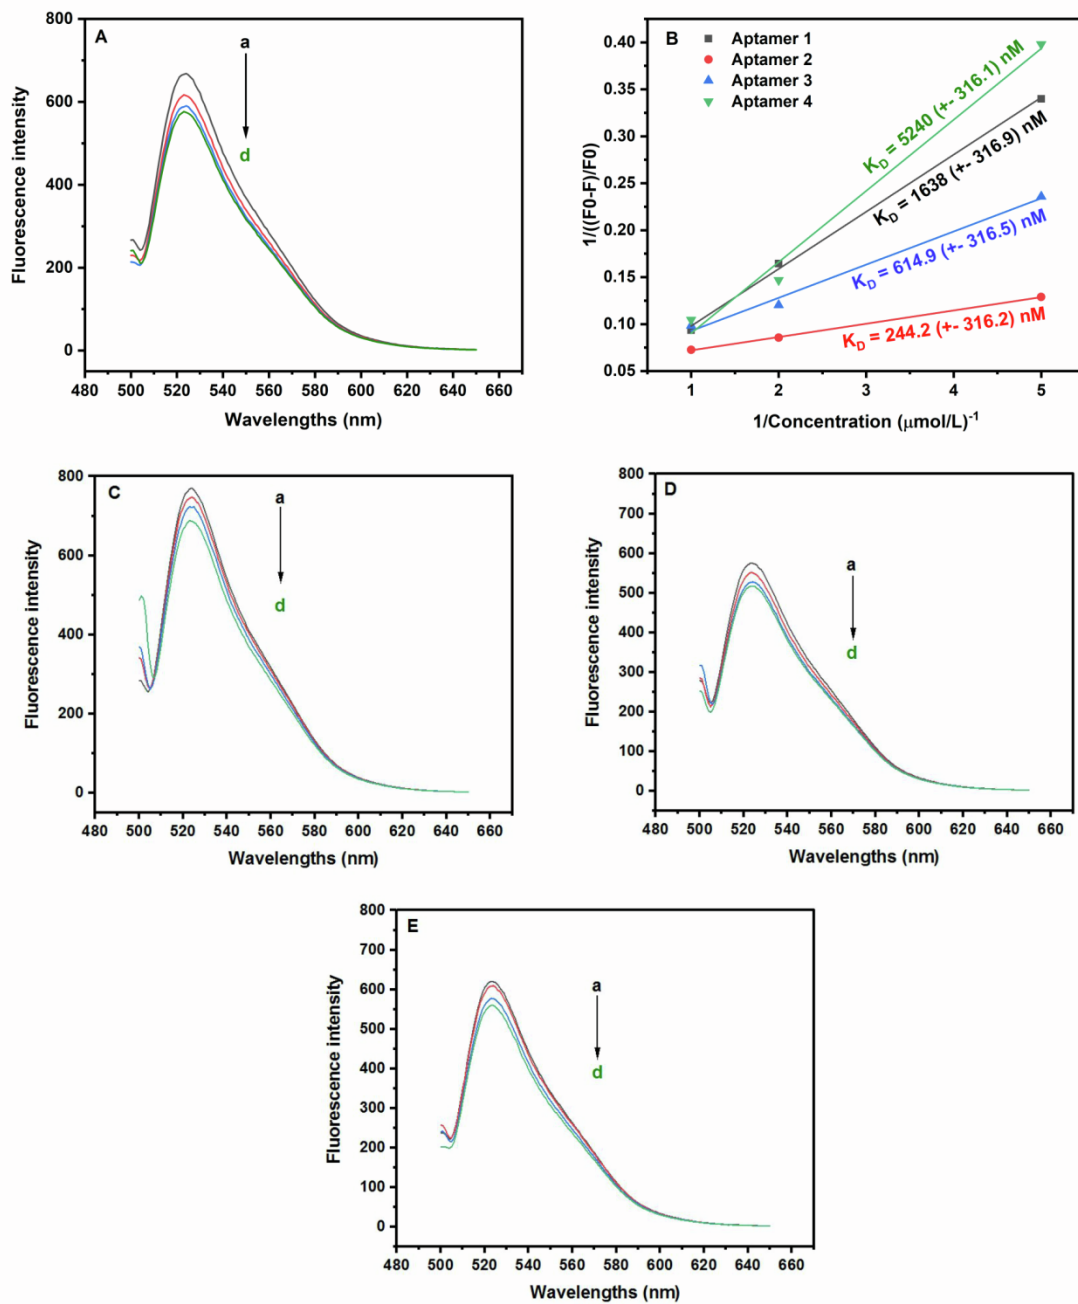 A
a
d
800
600
400
200
0
Fluorescence intensity
480 500 520 540 560 580 600 620 640 660
Wavelengths (nm)
B
Aptamer 1
Aptamer 2
Aptamer 3
Aptamer 4
K_D = 5240 (+- 316.1) nM
K_D = 1638 (+- 316.9) nM
K_D = 614.9 (+- 316.5) nM
K_D = 244.2 (+- 316.2) nM
0.40
0.35
0.30
0.25
0.20
0.15
0.10
0.05
1/((F0-F)/F0)
1 2 3 4 5
1/Concentration (μmol/L)^-1
C
a
d
800
600
400
200
0
Fluorescence intensity
480 500 520 540 560 580 600 620 640 660
Wavelengths (nm)
D
a
d
800
700
600
500
400
300
200
100
0
Fluorescence intensity
480 500 520 540 560 580 600 620 640 660
Wavelengths (nm)
E
a
d
800
700
600
500
400
300
200
100
0
Fluorescence intensity
480 500 520 540 560 580 600 620 640 660
Wavelengths (nm)